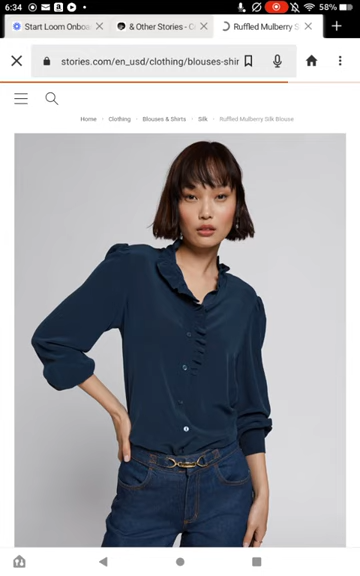 6:34
58%
Start Loom Onboa
& Other Stories - C
Ruffled Mulberry S
stories.com/en_usd/clothing/blouses-shir
Home · Clothing · Blouses & Shirts · Silk · Ruffled Mulberry Silk Blouse